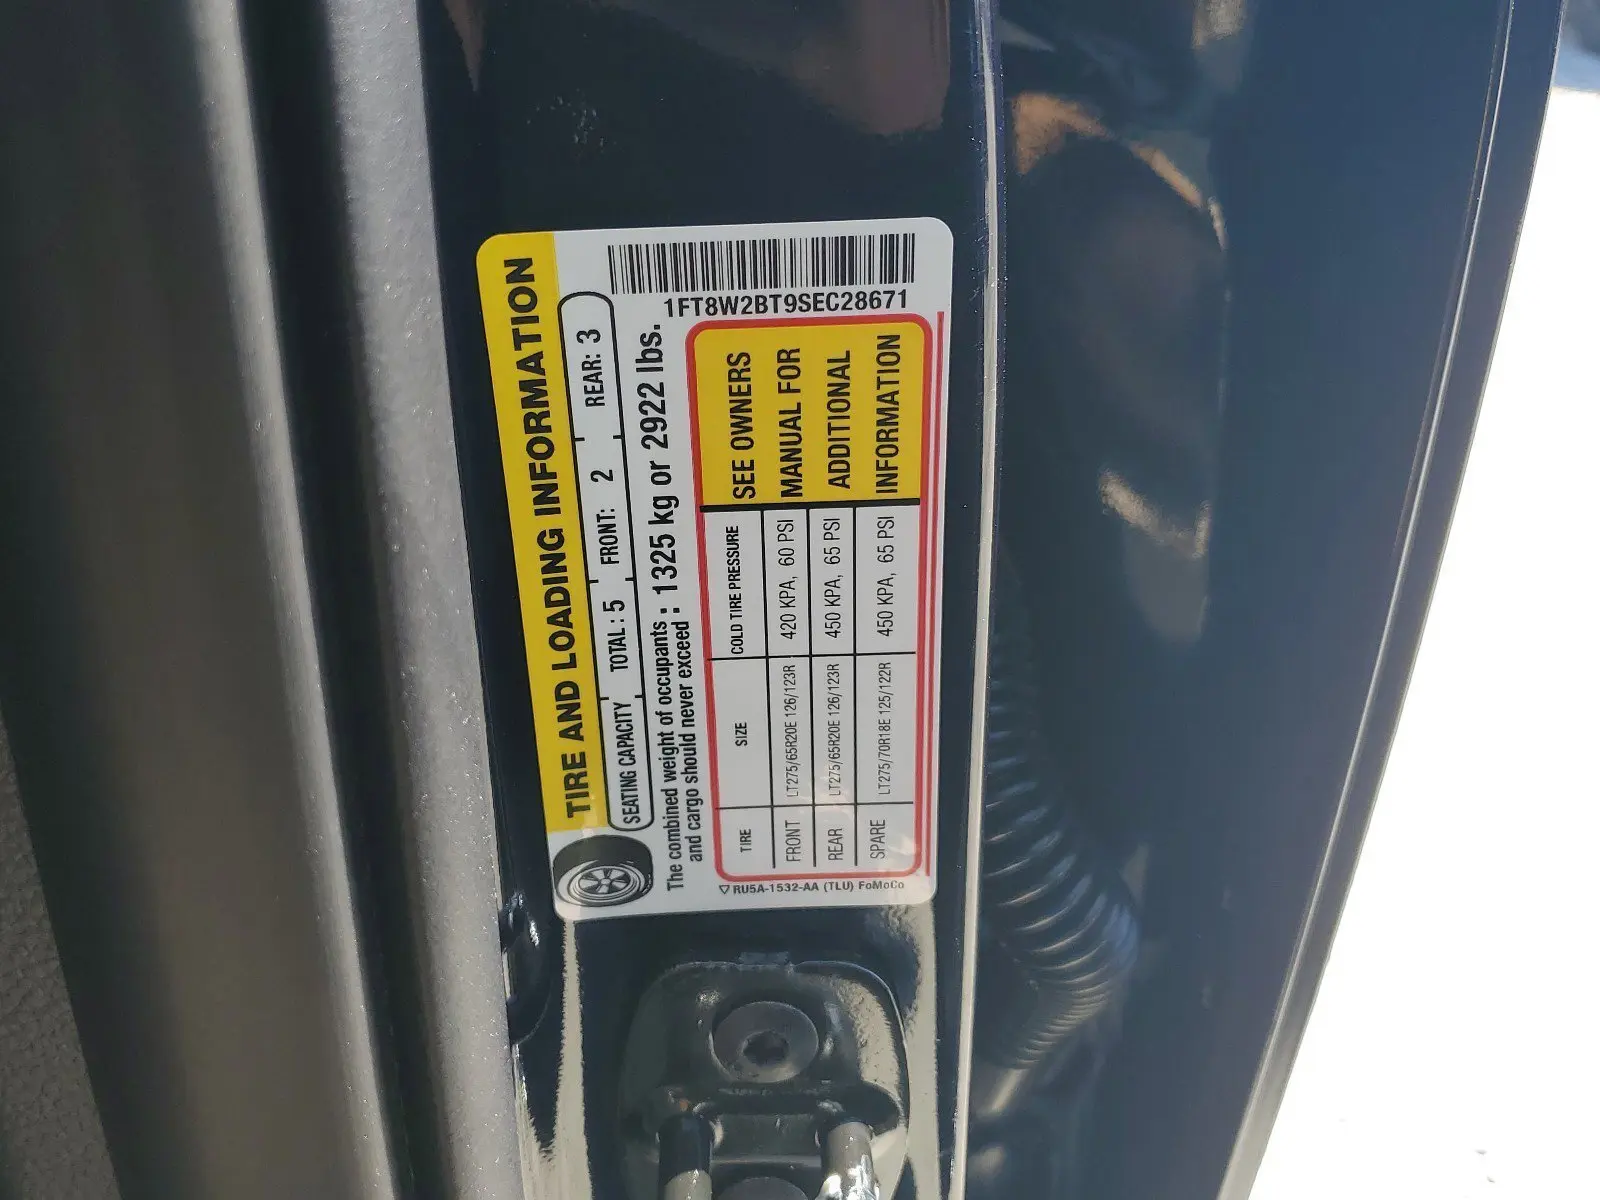 TIRE AND LOADING INFORMATION
SEATING CAPACITY TOTAL : 5 FRONT: 2 REAR: 3
The combined weight of occupants and cargo should never exceed : 1325 kg or 2922 lbs.
1FT8W2BT9SEC28671
TIRE SIZE COLD TIRE PRESSURE
FRONT LT275/65R20E 126/123R 420 KPA, 60 PSI
REAR LT275/65R20E 126/123R 450 KPA, 65 PSI
SPARE LT275/70R18E 125/122R 450 KPA, 65 PSI
SEE OWNERS
MANUAL FOR
ADDITIONAL
INFORMATION
RU5A-1532-AA (TLU) FoMoCo